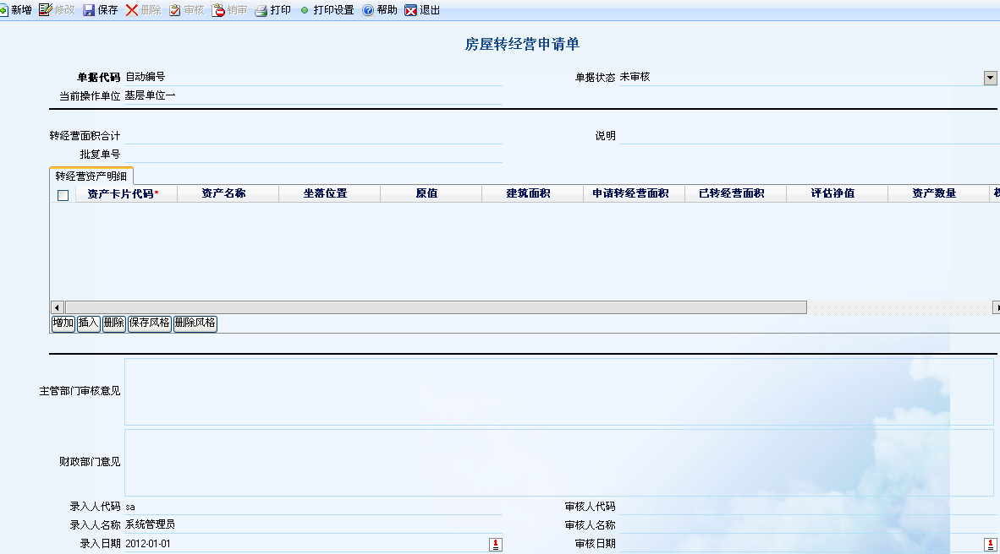 新增 修改 保存 删除 审核 销审 打印 打印设置 帮助 退出
房屋转经营申请单
单据代码 自动编号 单据状态 未审核
当前操作单位 基层单位一
转经营面积合计 说明
批复单号
转经营资产明细
资产卡片代码* 资产名称 坐落位置 原值 建筑面积 申请转经营面积 已转经营面积 评估净值 资产数量
增加 插入 删除 保存风格 删除风格
主管部门审核意见
财政部门意见
录入人代码 sa 审核人代码
录入人名称 系统管理员 审核人名称
录入日期 2012-01-01 1 审核日期 1